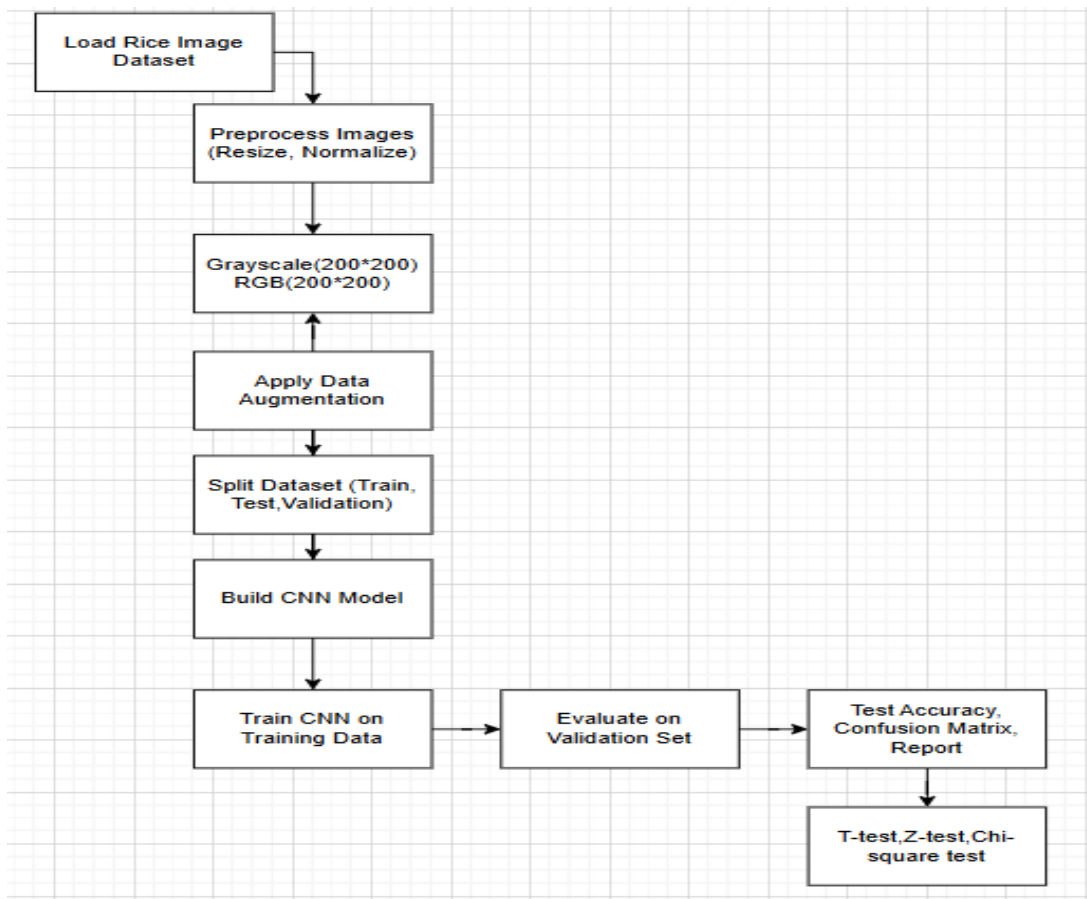 Load Rice Image
Dataset
Preprocess Images
(Resize, Normalize)
Grayscale(200*200)
RGB(200*200)
Apply Data
Augmentation
Split Dataset (Train,
Test,Validation)
Build CNN Model
Train CNN on
Training Data
Evaluate on
Validation Set
Test Accuracy,
Confusion Matrix,
Report
T-test,Z-test,Chi-
square test